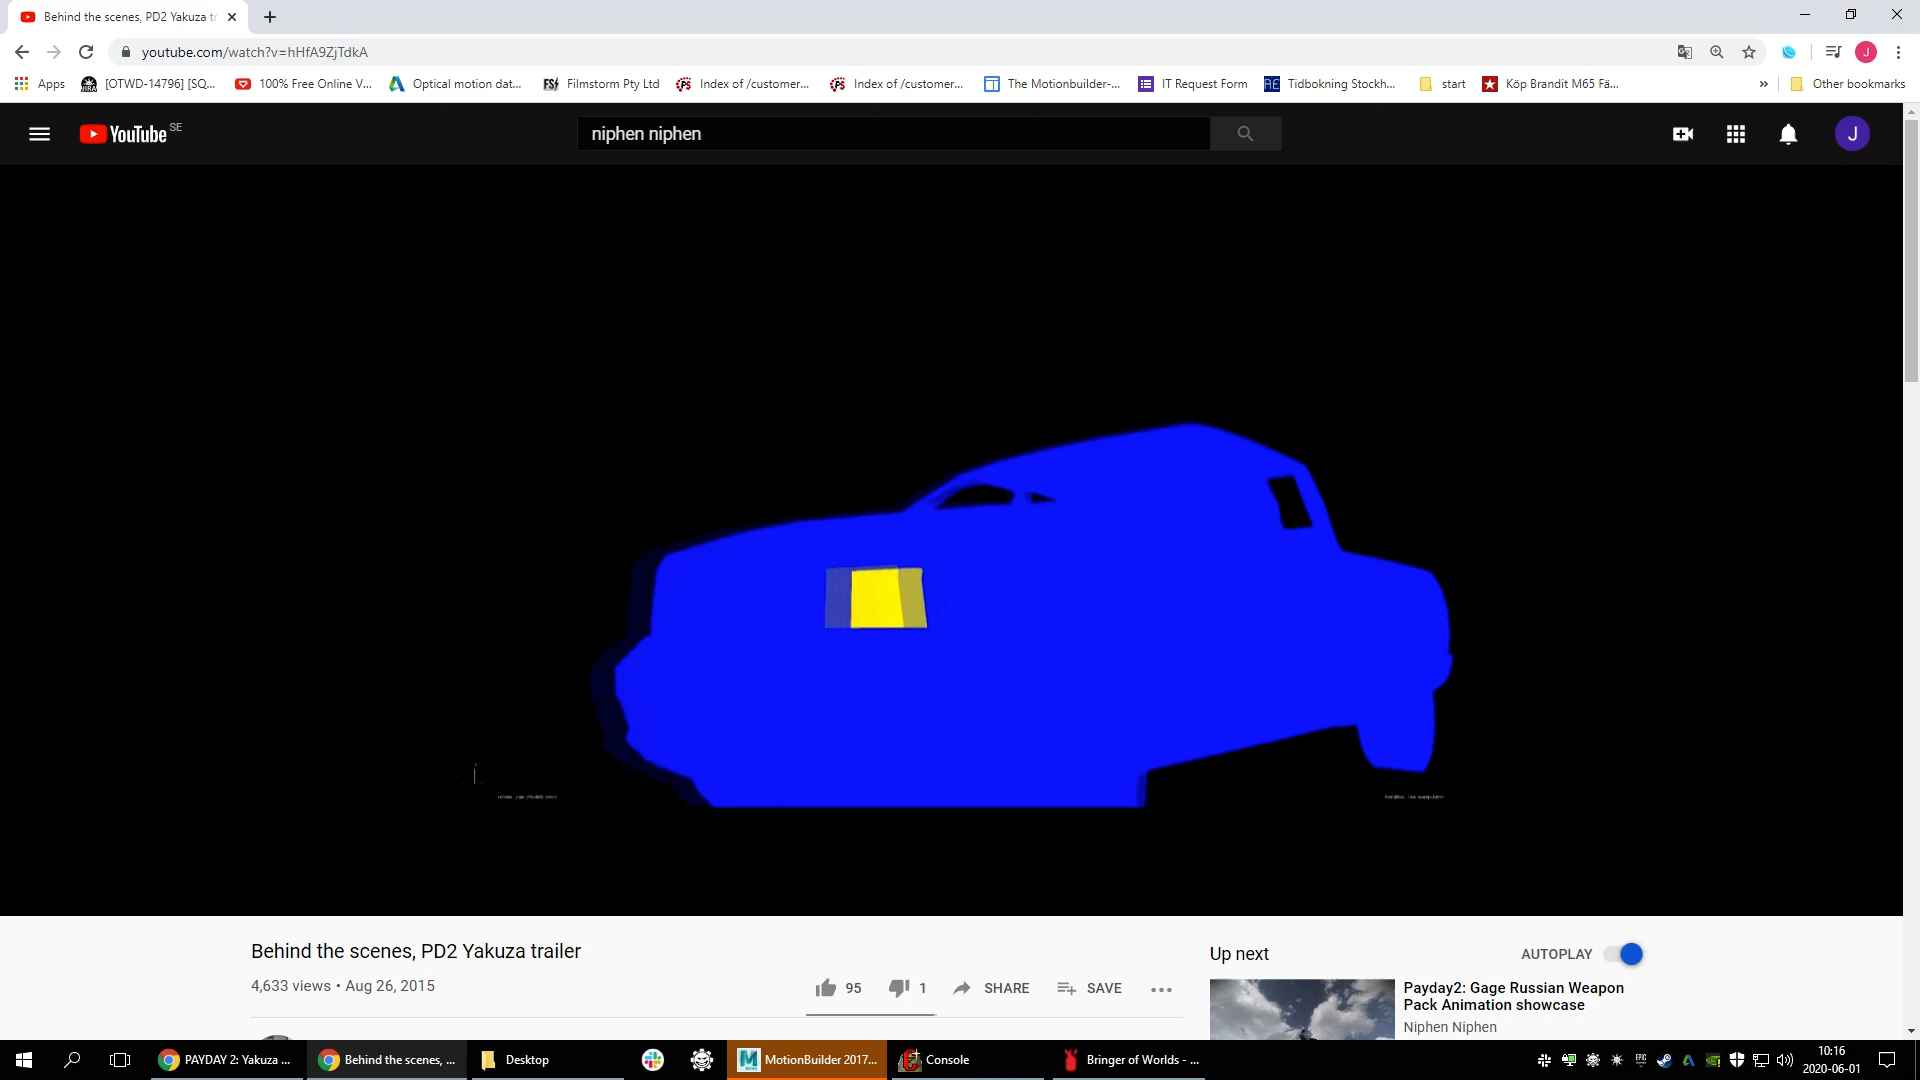 Behind the scenes, PD2 Yakuza tr
youtube.com/watch?v=hHfA9ZjTdkA
Apps
[OTWD-14796] [SQ...
100% Free Online V...
Optical motion dat...
FS
Filmstorm Pty Ltd
Index of /customer...
Index of /customer...
The Motionbuilder-...
IT Request Form
AE
Tidbokning Stockh...
start
Köp Brandit M65 Fä...
»
Other bookmarks
J
YouTube SE
niphen niphen
J
Behind the scenes, PD2 Yakuza trailer
4,633 views • Aug 26, 2015
95
1
SHARE
SAVE
Up next
AUTOPLAY
Payday2: Gage Russian Weapon
Pack Animation showcase
Niphen Niphen
PAYDAY 2: Yakuza ...
Behind the scenes, ...
Desktop
MotionBuilder 2017...
Console
Bringer of Worlds - ...
10:16
2020-06-01